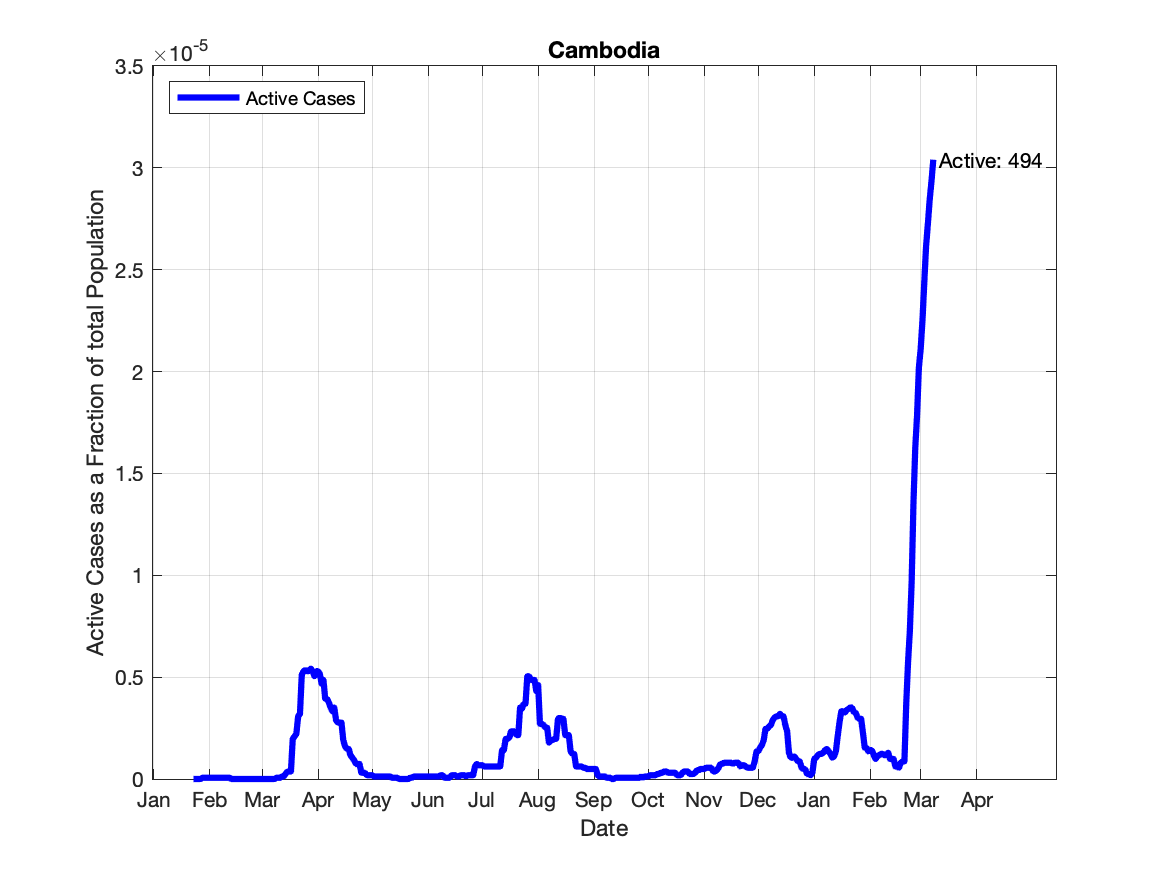 Cambodia
×10-5
3.5
3
2.5
2
1.5
1
0.5
0
Active Cases as a Fraction of total Population
Active Cases
Active: 494
Jan Feb Mar Apr May Jun Jul Aug Sep Oct Nov Dec Jan Feb Mar Apr
Date